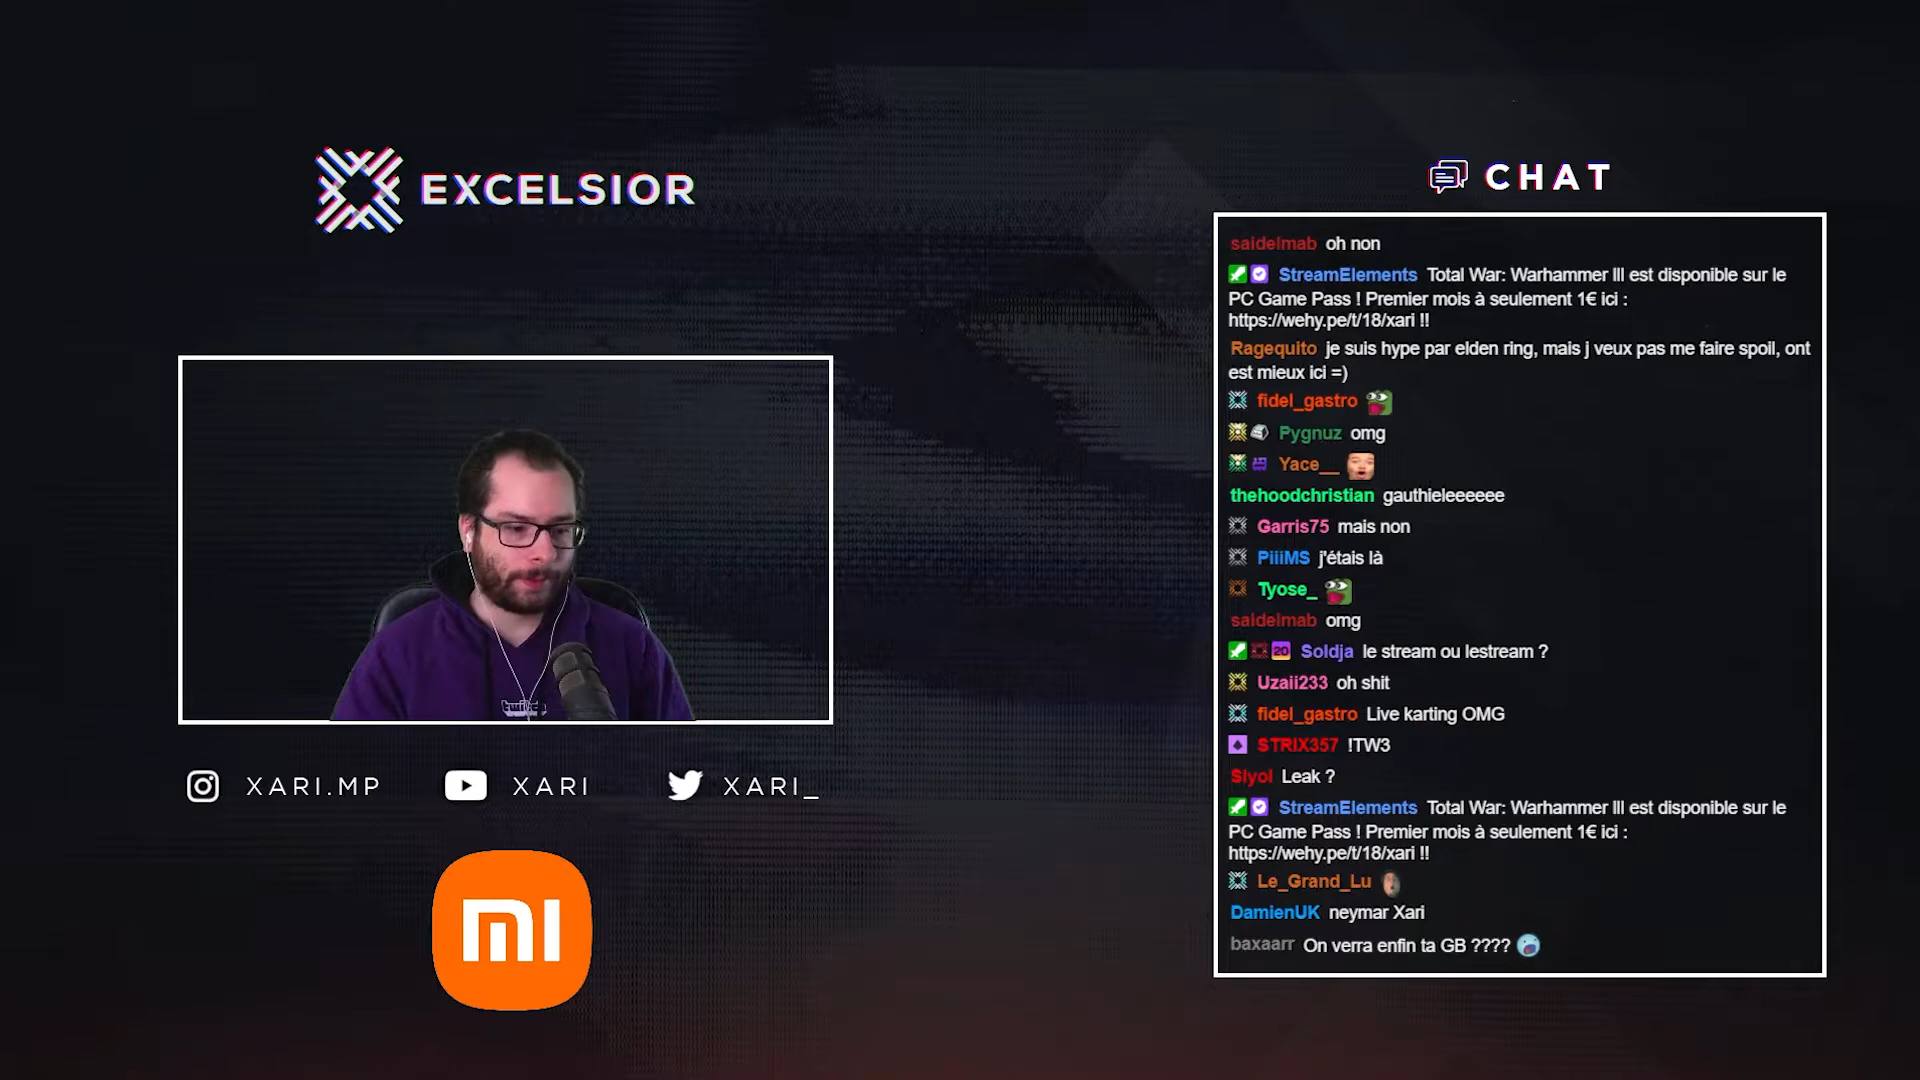 EXCELSIOR
CHAT
saidelmab oh non
StreamElements Total War: Warhammer III est disponible sur le
PC Game Pass ! Premier mois à seulement 1€ ici :
https://wehy.pe/t/18/xari !!
Ragequito je suis hype par elden ring, mais j veux pas me faire spoil, ont
est mieux ici =)
fidel_gastro
Pygnuz omg
Yace__
thehoodchristian gauthieleeeeee
Garris75 mais non
PiiiMS j'étais là
Tyose_
saidelmab omg
20 Soldja le stream ou lestream ?
Uzaii233 oh shit
fidel_gastro Live karting OMG
STRIX357 !TW3
Slyol Leak ?
StreamElements Total War: Warhammer III est disponible sur le
PC Game Pass ! Premier mois à seulement 1€ ici :
https://wehy.pe/t/18/xari !!
Le_Grand_Lu
DamienUK neymar Xari
baxaarr On verra enfin ta GB ????
twitch
XARI.MP XARI XARI_
MI